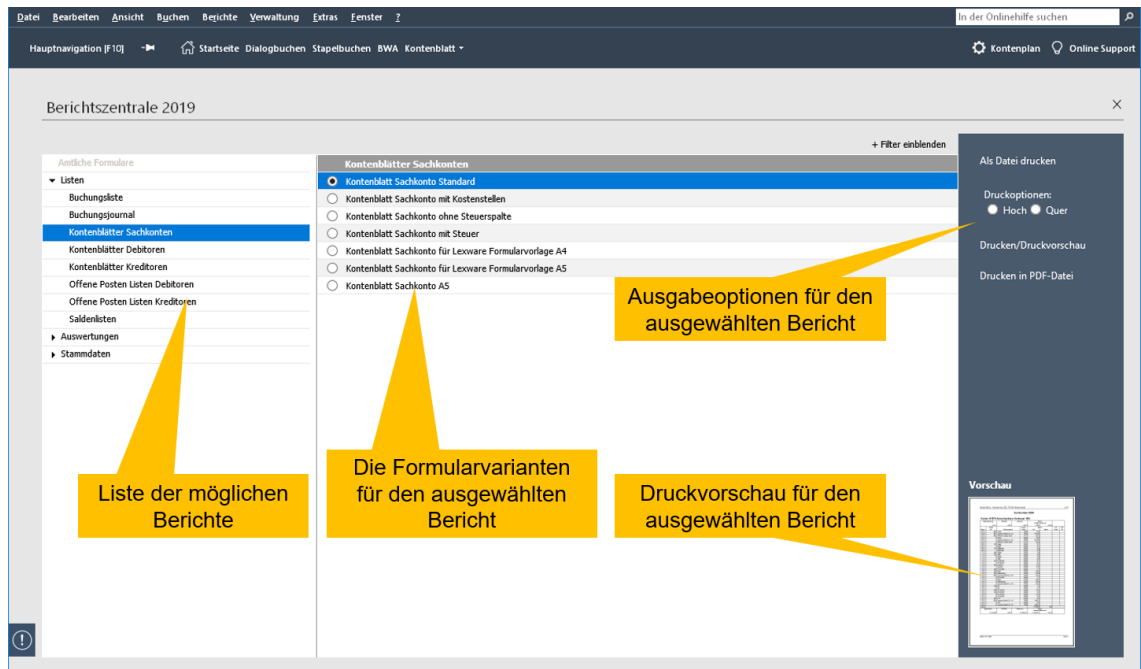 Datei Bearbeiten Ansicht Buchen Berichte Verwaltung Extras Fenster ?
In der Onlinehilfe suchen
Hauptnavigation [F10] Startseite Dialogbuchen Stapelbuchen BWA Kontenblatt
Kontenplan Online Support
Berichtszentrale 2019
+ Filter einblenden
Amtliche Formulare
Listen
Buchungsliste
Buchungsjournal
Kontenblätter Sachkonten
Kontenblätter Debitoren
Kontenblätter Kreditoren
Offene Posten Listen Debitoren
Offene Posten Listen Kreditoren
Saldenlisten
Auswertungen
Stammdaten
Kontenblätter Sachkonten
Kontenblatt Sachkonto Standard
Kontenblatt Sachkonto mit Kostenstellen
Kontenblatt Sachkonto ohne Steuerspalte
Kontenblatt Sachkonto mit Steuer
Kontenblatt Sachkonto für Lexware Formularvorlage A4
Kontenblatt Sachkonto für Lexware Formularvorlage A5
Kontenblatt Sachkonto A5
Als Datei drucken
Druckoptionen:
Hoch Quer
Drucken/Druckvorschau
Drucken in PDF-Datei
Ausgabeoptionen für den
ausgewählten Bericht
Liste der möglichen
Berichte
Die Formularvarianten
für den ausgewählten
Bericht
Druckvorschau für den
ausgewählten Bericht
Vorschau